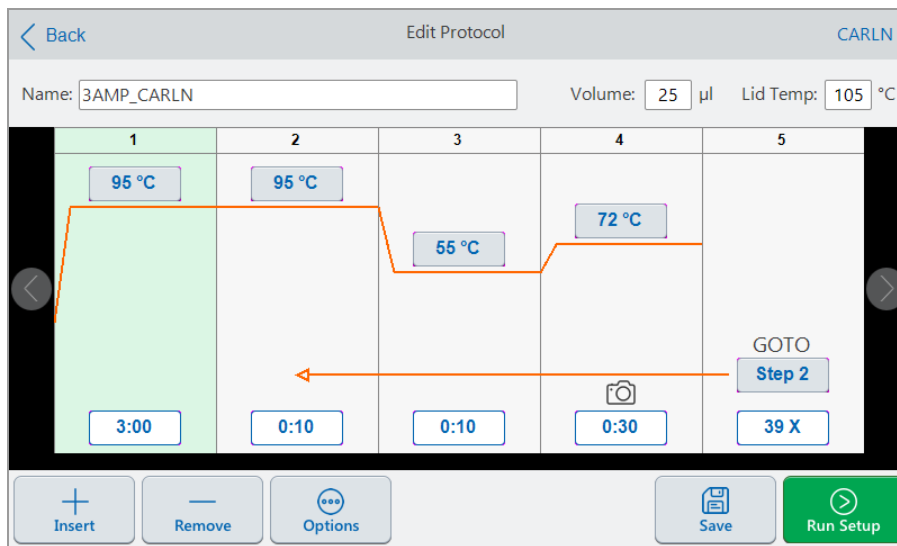 Back Edit Protocol CARLN
Name: 3AMP_CARLN Volume: 25 µl Lid Temp: 105 °C
1 2 3 4 5
95 °C 95 °C 55 °C 72 °C
GOTO
Step 2
3:00 0:10 0:10 0:30 39 X
Insert Remove Options Save Run Setup